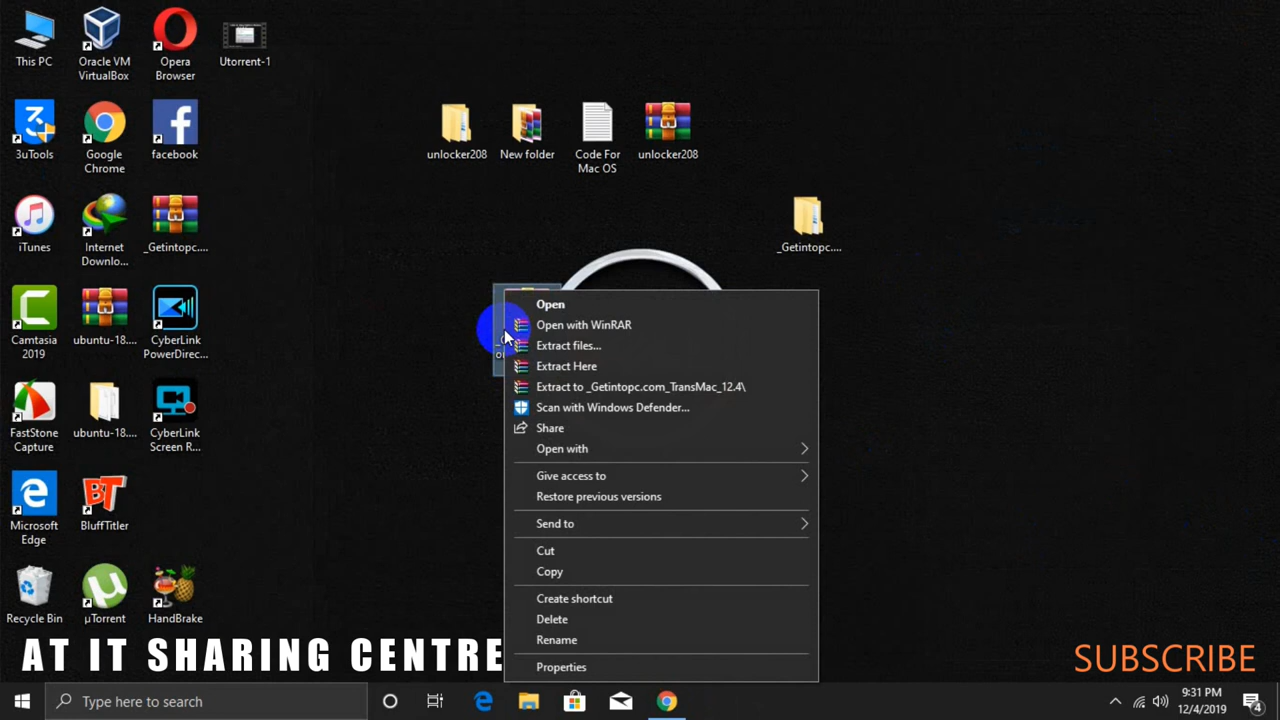 This PC
Oracle VM
VirtualBox
Opera
Browser
Utorrent-1
3uTools
Google
Chrome
facebook
unlocker208
New folder
Code For
Mac OS
unlocker208
iTunes
Internet
Downlo...
_Getintopc....
_Getintopc....
Camtasia
2019
ubuntu-18....
CyberLink
PowerDirec...
FastStone
Capture
ubuntu-18....
CyberLink
Screen R...
Microsoft
Edge
BluffTitler
Recycle Bin
µTorrent
HandBrake
Open
Open with WinRAR
Extract files...
Extract Here
Extract to _Getintopc.com_TransMac_12.4\
Scan with Windows Defender...
Share
Open with
Give access to
Restore previous versions
Send to
Cut
Copy
Create shortcut
Delete
Rename
Properties
AT IT SHARING CENTRE
SUBSCRIBE
Type here to search
9:31 PM
12/4/2019
4